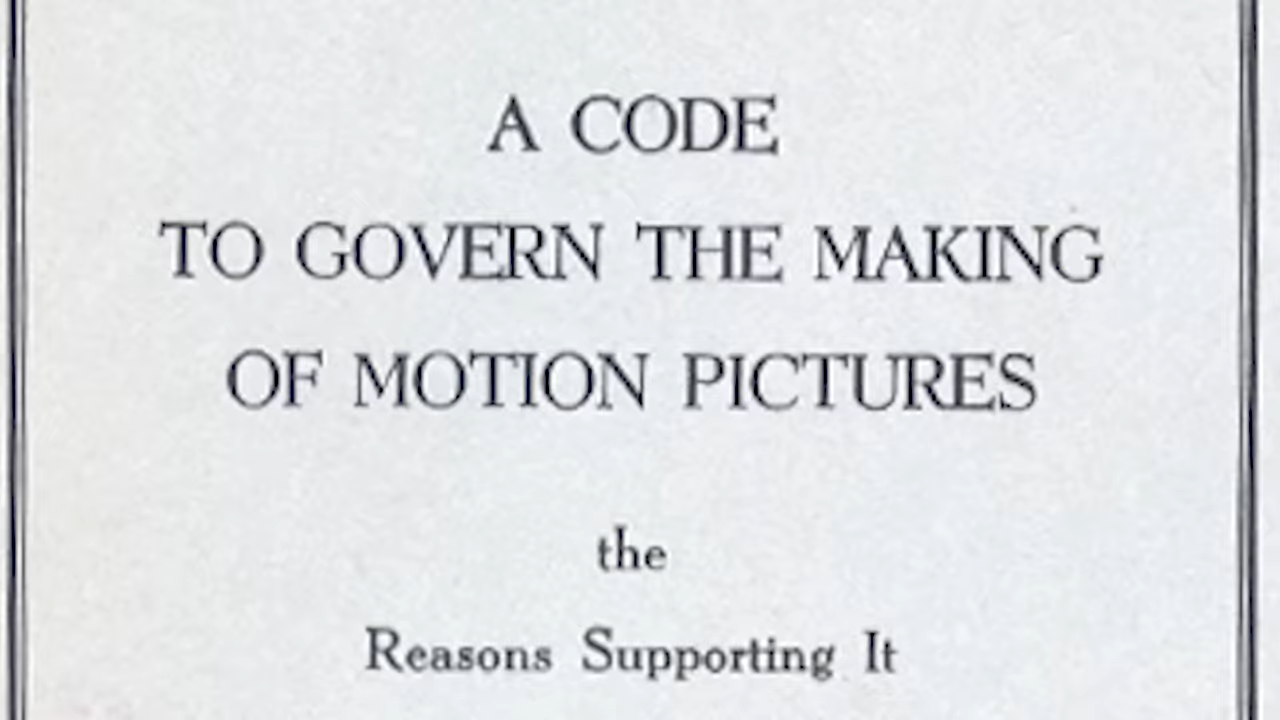 A CODE
TO GOVERN THE MAKING
OF MOTION PICTURES
the
Reasons Supporting It